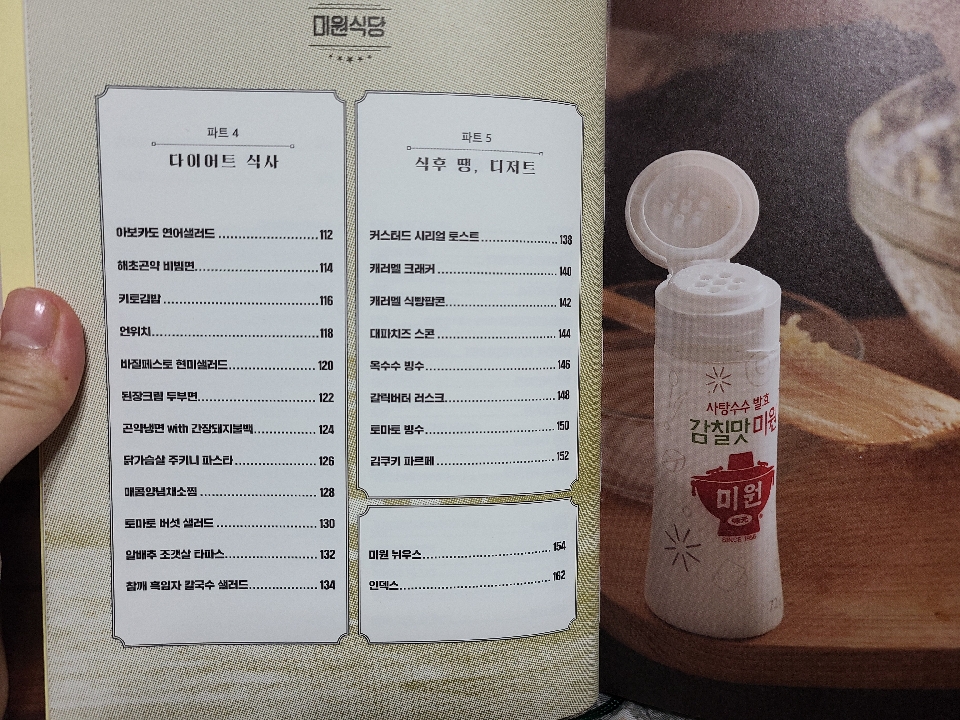 미원식당
파트 4
다이어트 식사
아보카도 연어샐러드 112
해초곤약 비빔면 114
키로김밥 116
언위치 118
바질페스토 현미샐러드 120
된장크림 두부면 122
곤약냉면 with 간장돼지불백 124
닭가슴살 주키니 파스타 126
매콤양념채소찜 128
토마토 버섯 샐러드 130
알배추 조갯살 타파스 132
참깨 흑임자 칼국수 샐러드 134
파트 5
식후 땡, 디저트
커스터드 시리얼 토스트 138
캐러멜 크래커 140
캐러멜 식빵팝콘 142
대파치즈 스콘 144
옥수수 빙수 146
갈릭버터 러스크 148
토마토 빙수 150
김쿠키 파르페 152
미원 뉘우스 154
인덱스 162
사탕수수 발효
감칠맛 미원
미원
SINCE 1956